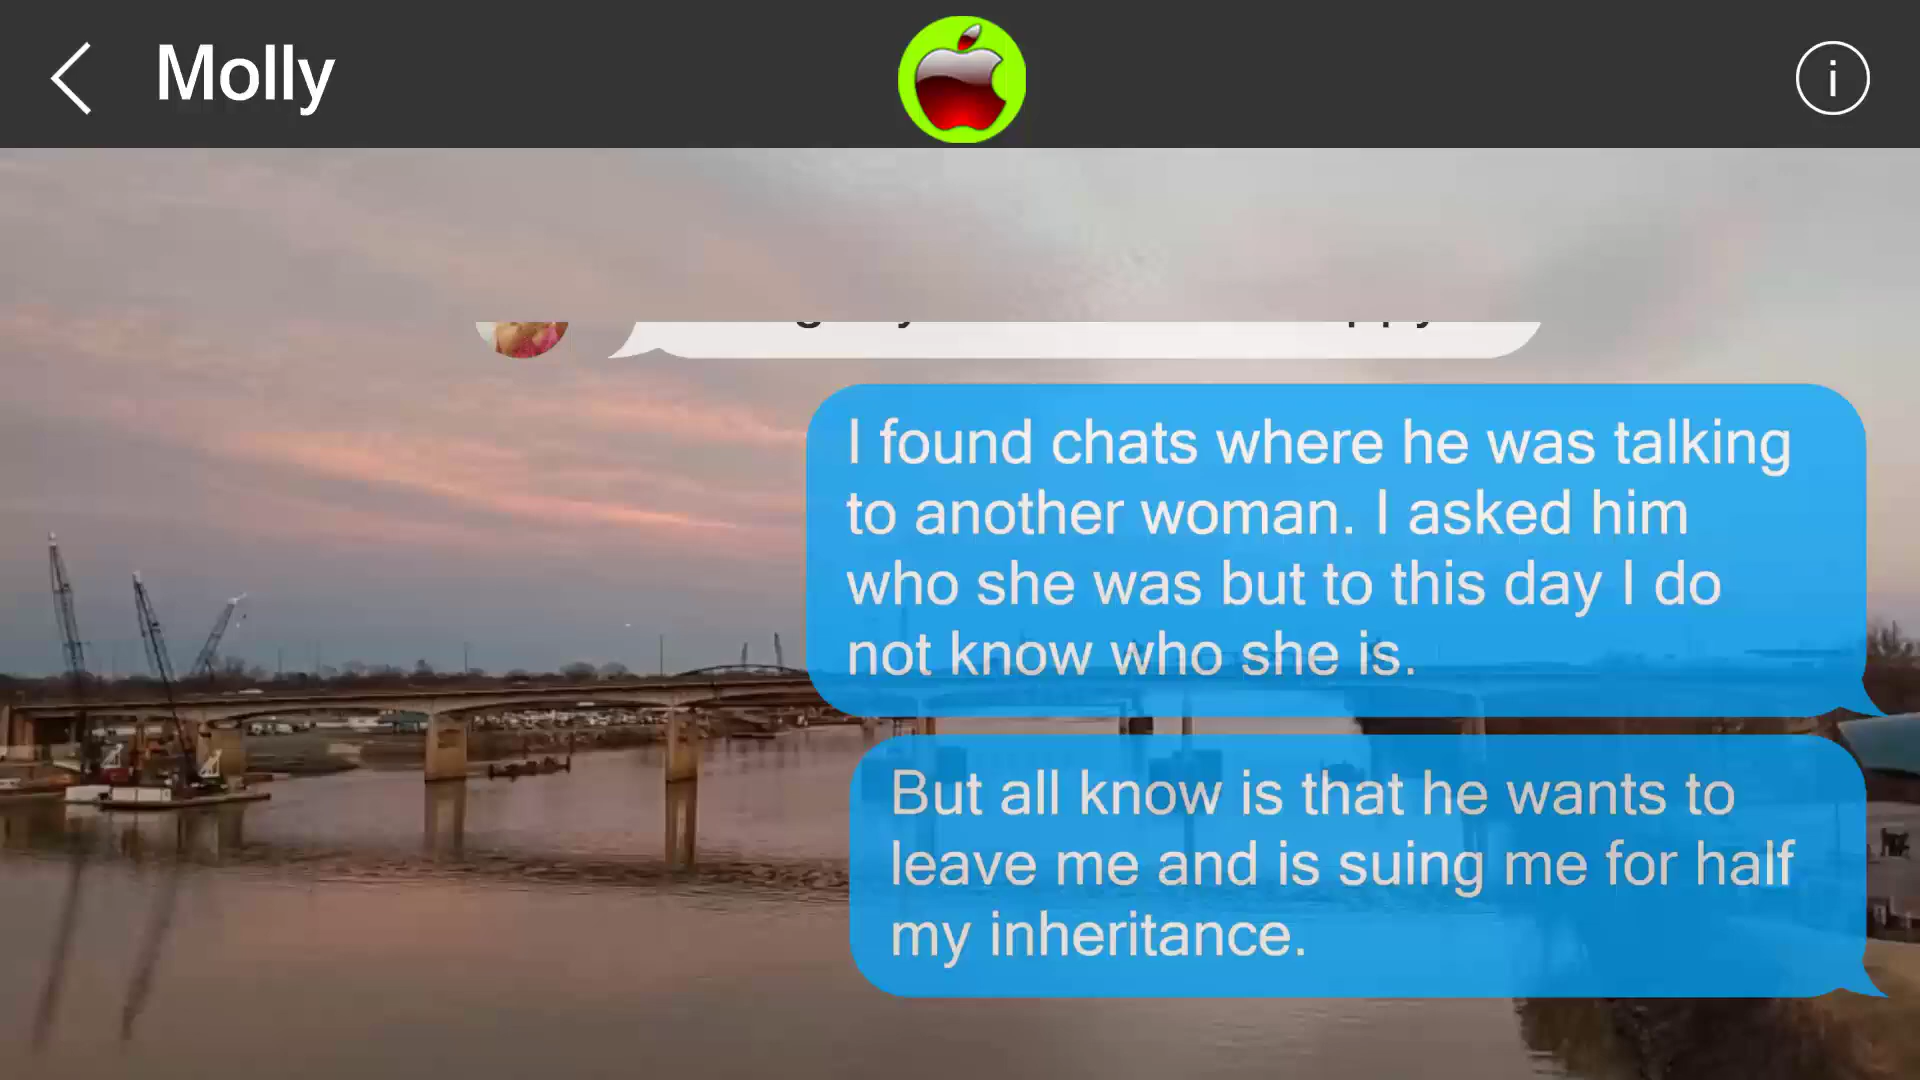 Molly
i
I found chats where he was talking
to another woman. I asked him
who she was but to this day I do
not know who she is.
But all know is that he wants to
leave me and is suing me for half
my inheritance.